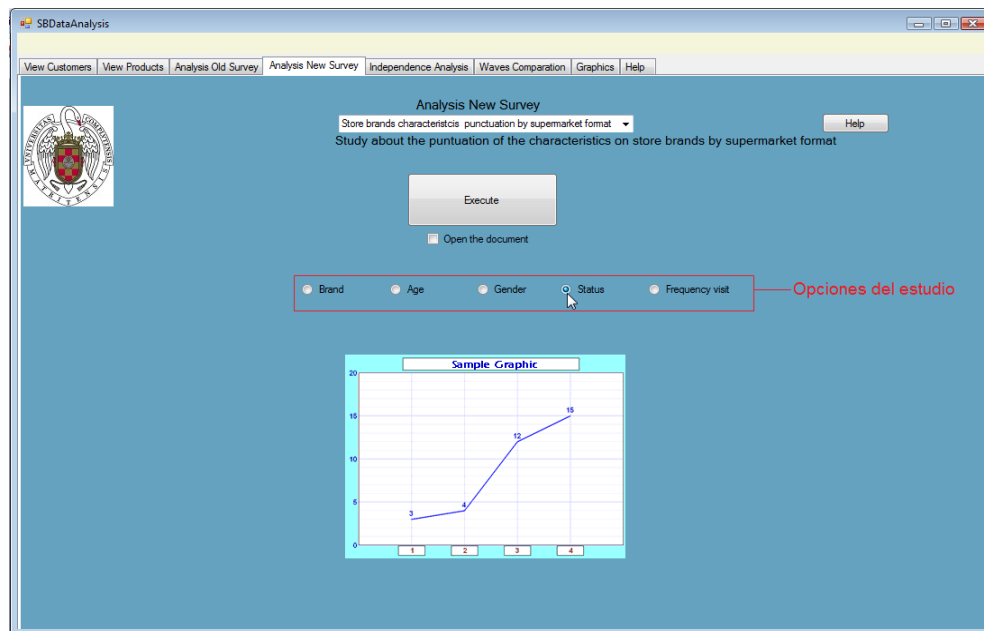 SBDataAnalysis
View Customers View Products Analysis Old Survey Analysis New Survey Independence Analysis Waves Comparation Graphics Help
Analysis New Survey
Store brands characteristcis punctuation by supermarket format
Help
Study about the puntuation of the characteristics on store brands by supermarket format
Execute
Open the document
Brand Age Gender Status Frequency visit
Opciones del estudio
Sample Graphic
20
15
10
5
0
3
4
12
15
1 2 3 4